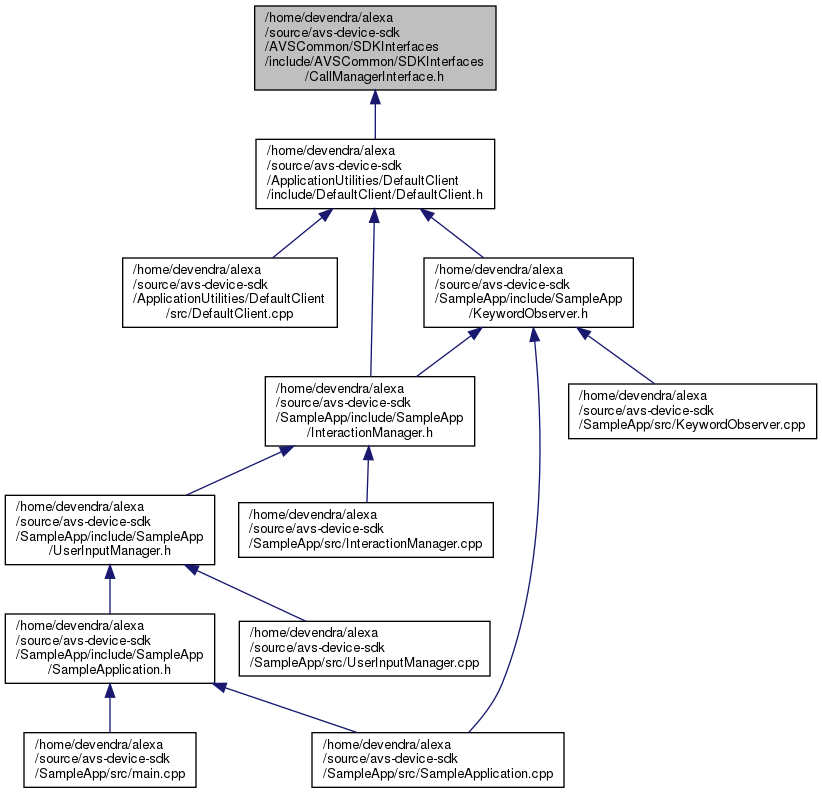 /home/devendra/alexa
/source/avs-device-sdk
/AVSCommon/SDKInterfaces
/include/AVSCommon/SDKInterfaces
/CallManagerInterface.h
/home/devendra/alexa
/source/avs-device-sdk
/ApplicationUtilities/DefaultClient
/include/DefaultClient/DefaultClient.h
/home/devendra/alexa
/source/avs-device-sdk
/ApplicationUtilities/DefaultClient
/src/DefaultClient.cpp
/home/devendra/alexa
/source/avs-device-sdk
/SampleApp/include/SampleApp
/KeywordObserver.h
/home/devendra/alexa
/source/avs-device-sdk
/SampleApp/include/SampleApp
/InteractionManager.h
/home/devendra/alexa
/source/avs-device-sdk
/SampleApp/src/KeywordObserver.cpp
/home/devendra/alexa
/source/avs-device-sdk
/SampleApp/include/SampleApp
/UserInputManager.h
/home/devendra/alexa
/source/avs-device-sdk
/SampleApp/src/InteractionManager.cpp
/home/devendra/alexa
/source/avs-device-sdk
/SampleApp/include/SampleApp
/SampleApplication.h
/home/devendra/alexa
/source/avs-device-sdk
/SampleApp/src/UserInputManager.cpp
/home/devendra/alexa
/source/avs-device-sdk
/SampleApp/src/main.cpp
/home/devendra/alexa
/source/avs-device-sdk
/SampleApp/src/SampleApplication.cpp